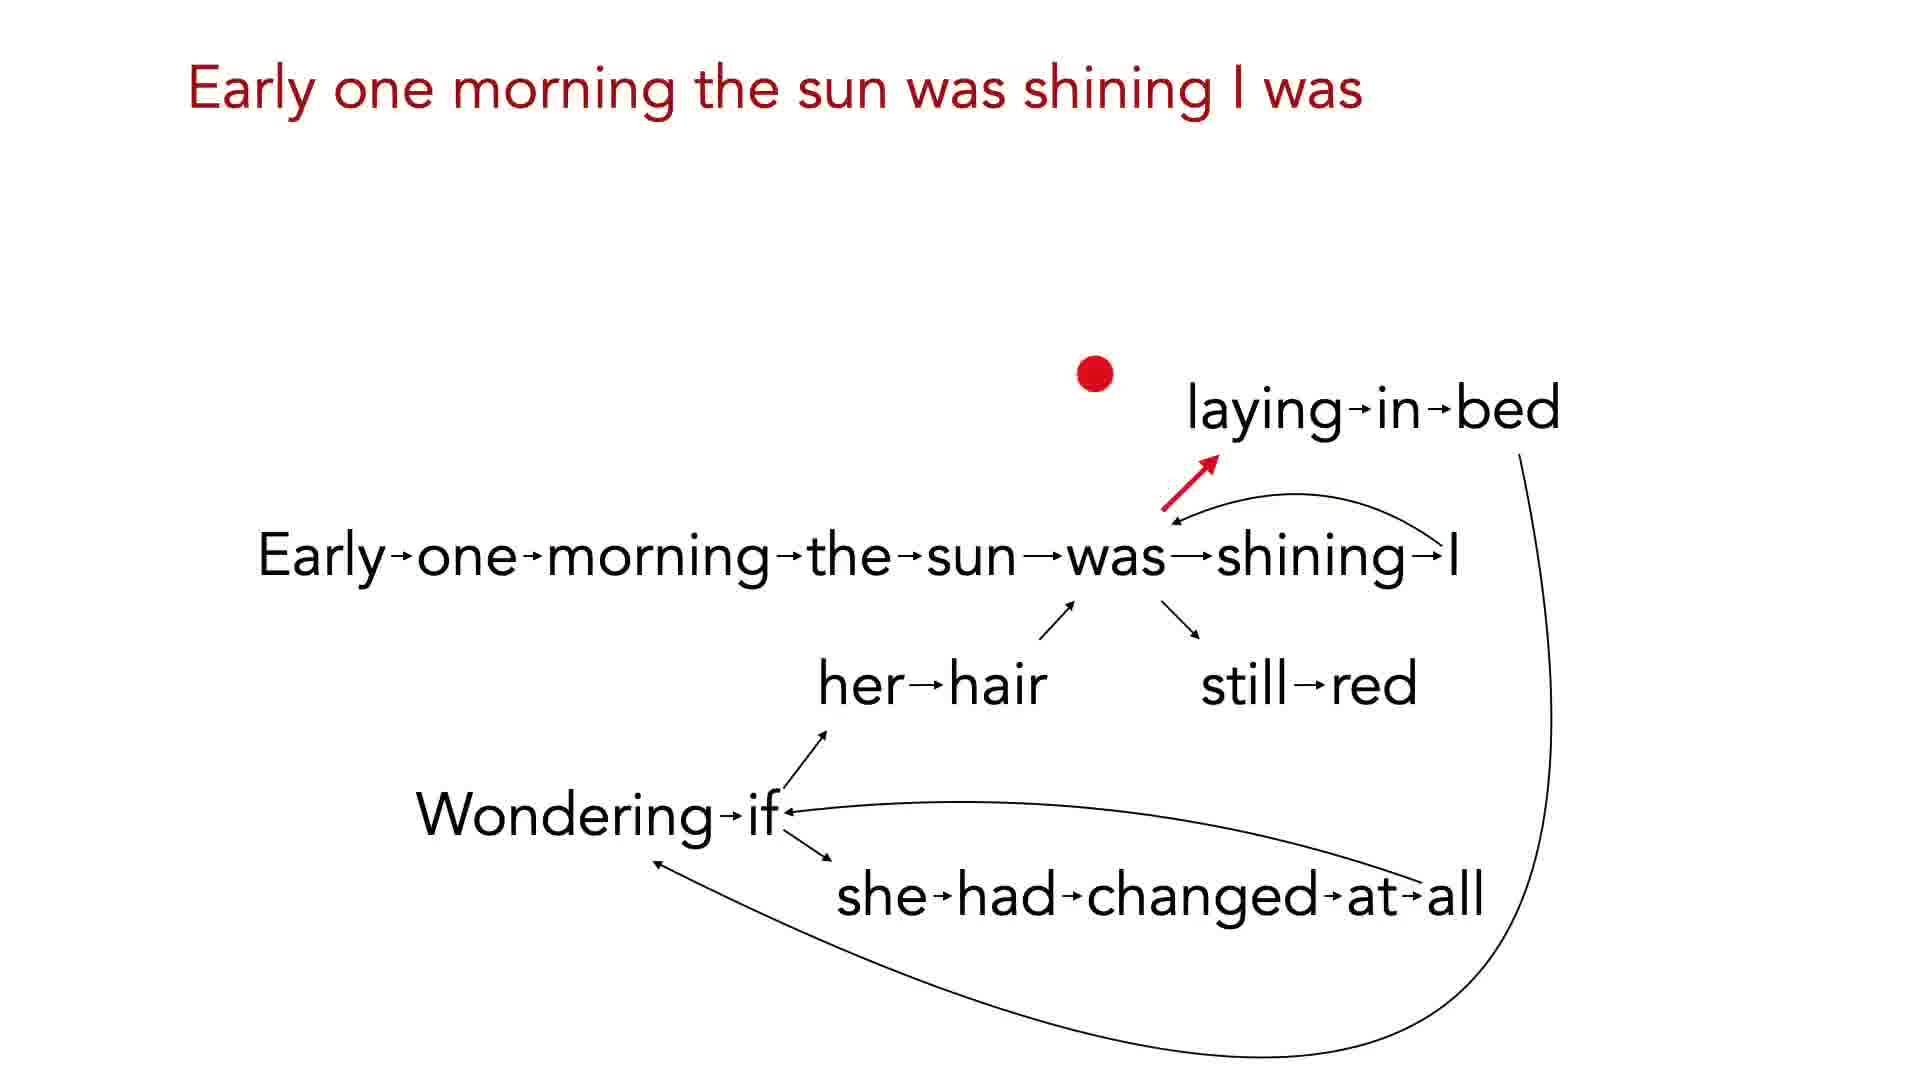 Early one morning the sun was shining I was
laying in bed
Early one morning the sun was shining I
her hair still red
Wondering if
she had changed at all